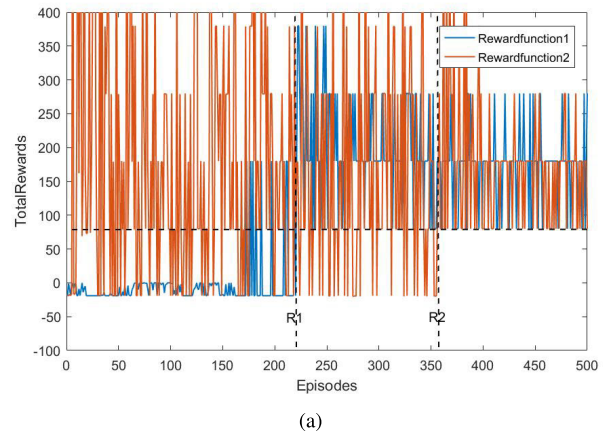 400
350
300
250
200
150
100
50
0
-50
-100
TotalRewards
Rewardfunction1
Rewardfunction2
R1
R2
0 50 100 150 200 250 300 350 400 450 500
Episodes
(a)